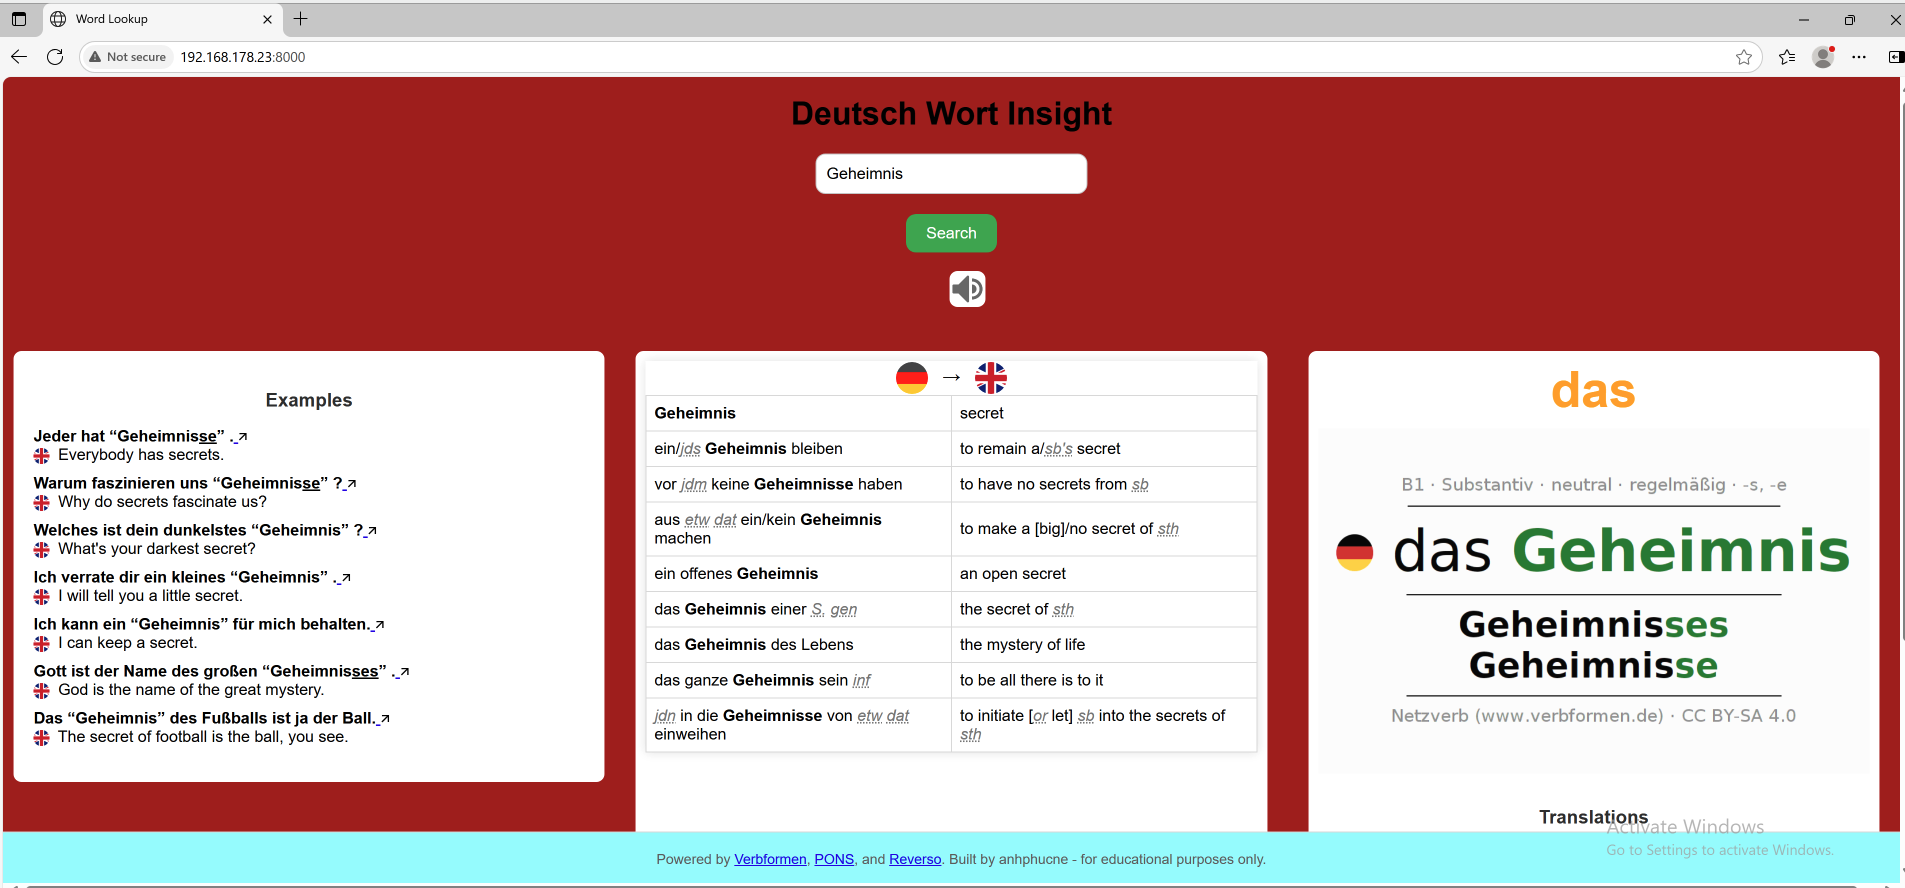 Word Lookup
Not secure
192.168.178.23:8000
Deutsch Wort Insight
Geheimnis
Search
Examples
Jeder hat “Geheimnisse” . ↗
Everybody has secrets.
Warum faszinieren uns “Geheimnisse” ? ↗
Why do secrets fascinate us?
Welches ist dein dunkelstes “Geheimnis” ? ↗
What's your darkest secret?
Ich verrate dir ein kleines “Geheimnis” . ↗
I will tell you a little secret.
Ich kann ein “Geheimnis” für mich behalten. ↗
I can keep a secret.
Gott ist der Name des großen “Geheimnisses” . ↗
God is the name of the great mystery.
Das “Geheimnis” des Fußballs ist ja der Ball. ↗
The secret of football is the ball, you see.
→
Geheimnis
secret
ein/jds Geheimnis bleiben
to remain a/sb's secret
vor jdm keine Geheimnisse haben
to have no secrets from sb
aus etw dat ein/kein Geheimnis
machen
to make a [big]/no secret of sth
ein offenes Geheimnis
an open secret
das Geheimnis einer S. gen
the secret of sth
das Geheimnis des Lebens
the mystery of life
das ganze Geheimnis sein inf
to be all there is to it
jdn in die Geheimnisse von etw dat
einweihen
to initiate [or let] sb into the secrets of
sth
das
B1 · Substantiv · neutral · regelmäßig · -s, -e
das Geheimnis
Geheimnisses
Geheimnisse
Netzverb (www.verbformen.de) · CC BY-SA 4.0
Translations
Activate Windows
Go to Settings to activate Windows.
Powered by Verbformen, PONS, and Reverso. Built by anhphucne - for educational purposes only.